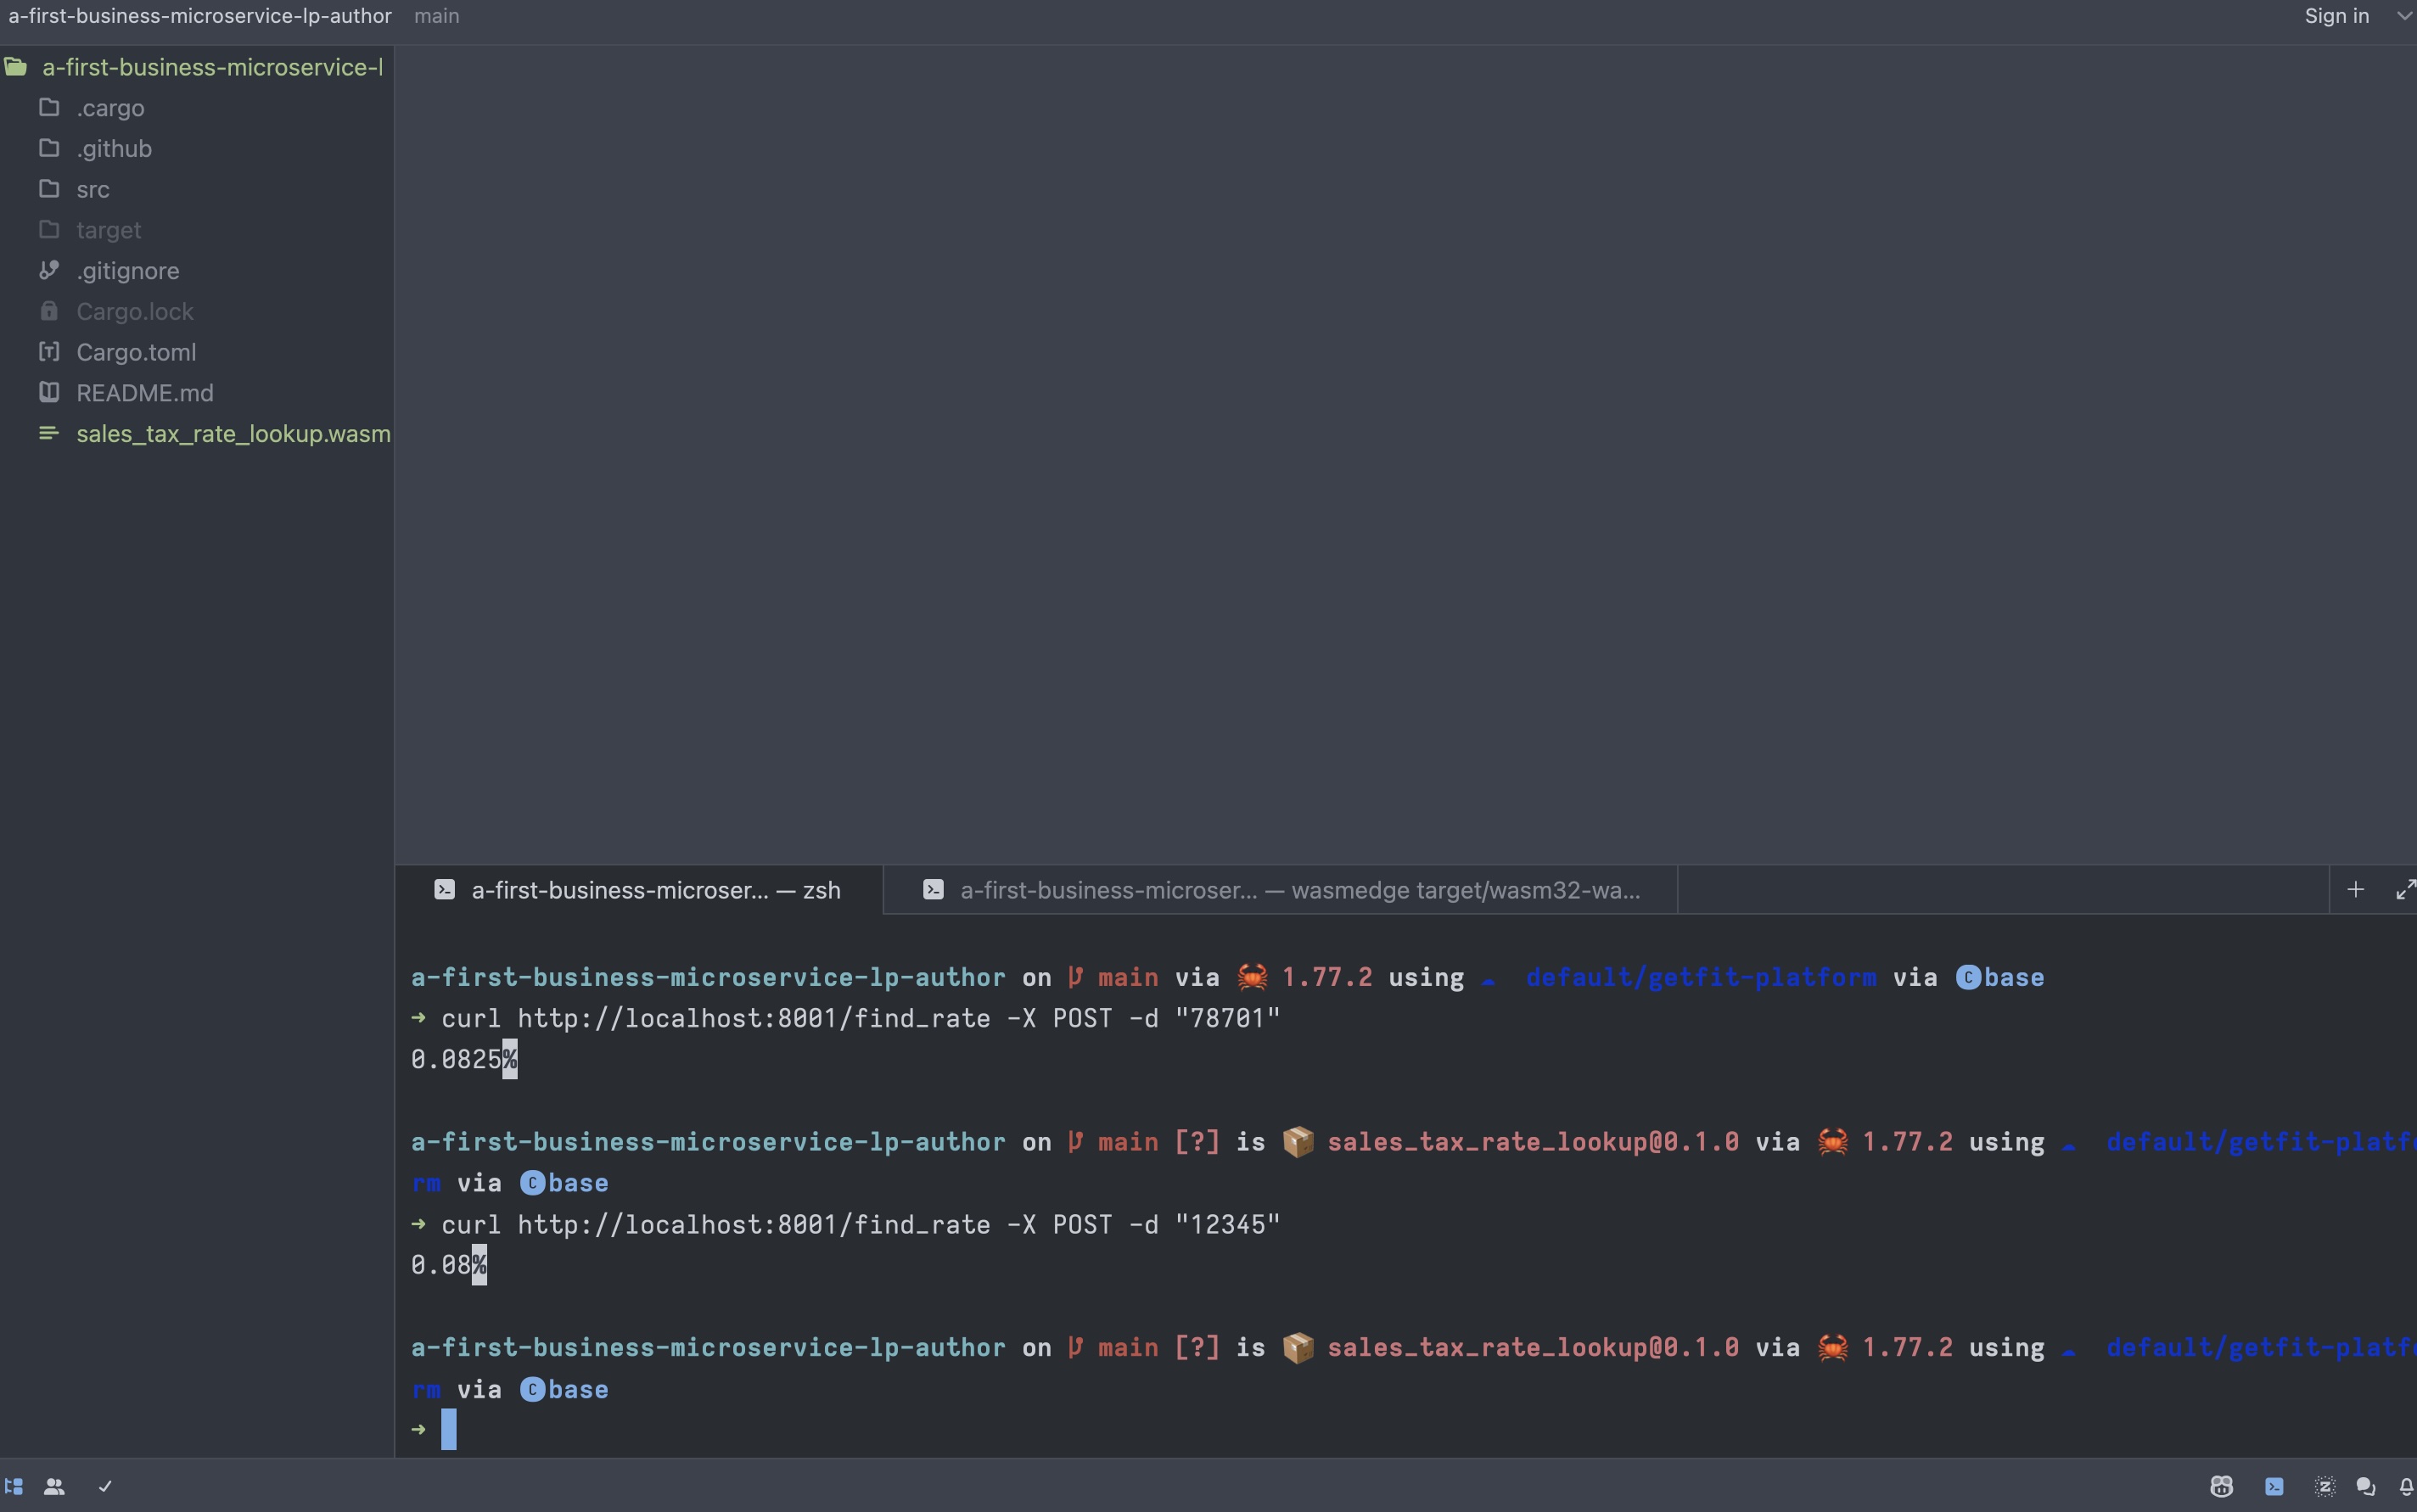 a-first-business-microservice-lp-author main Sign in
a-first-business-microservice-l
.cargo
.github
src
target
.gitignore
Cargo.lock
Cargo.toml
README.md
sales_tax_rate_lookup.wasm
a-first-business-microser... — zsh
a-first-business-microser... — wasmedge target/wasm32-wa...
a-first-business-microservice-lp-author on main via 🦀 1.77.2 using ☁ default/getfit-platform via 🅒 base
→ curl http://localhost:8001/find_rate -X POST -d "78701"
0.0825%
a-first-business-microservice-lp-author on main [?] is 📦 sales_tax_rate_lookup@0.1.0 via 🦀 1.77.2 using ☁ default/getfit-platfo
rm via 🅒 base
→ curl http://localhost:8001/find_rate -X POST -d "12345"
0.08%
a-first-business-microservice-lp-author on main [?] is 📦 sales_tax_rate_lookup@0.1.0 via 🦀 1.77.2 using ☁ default/getfit-platfo
rm via 🅒 base
→